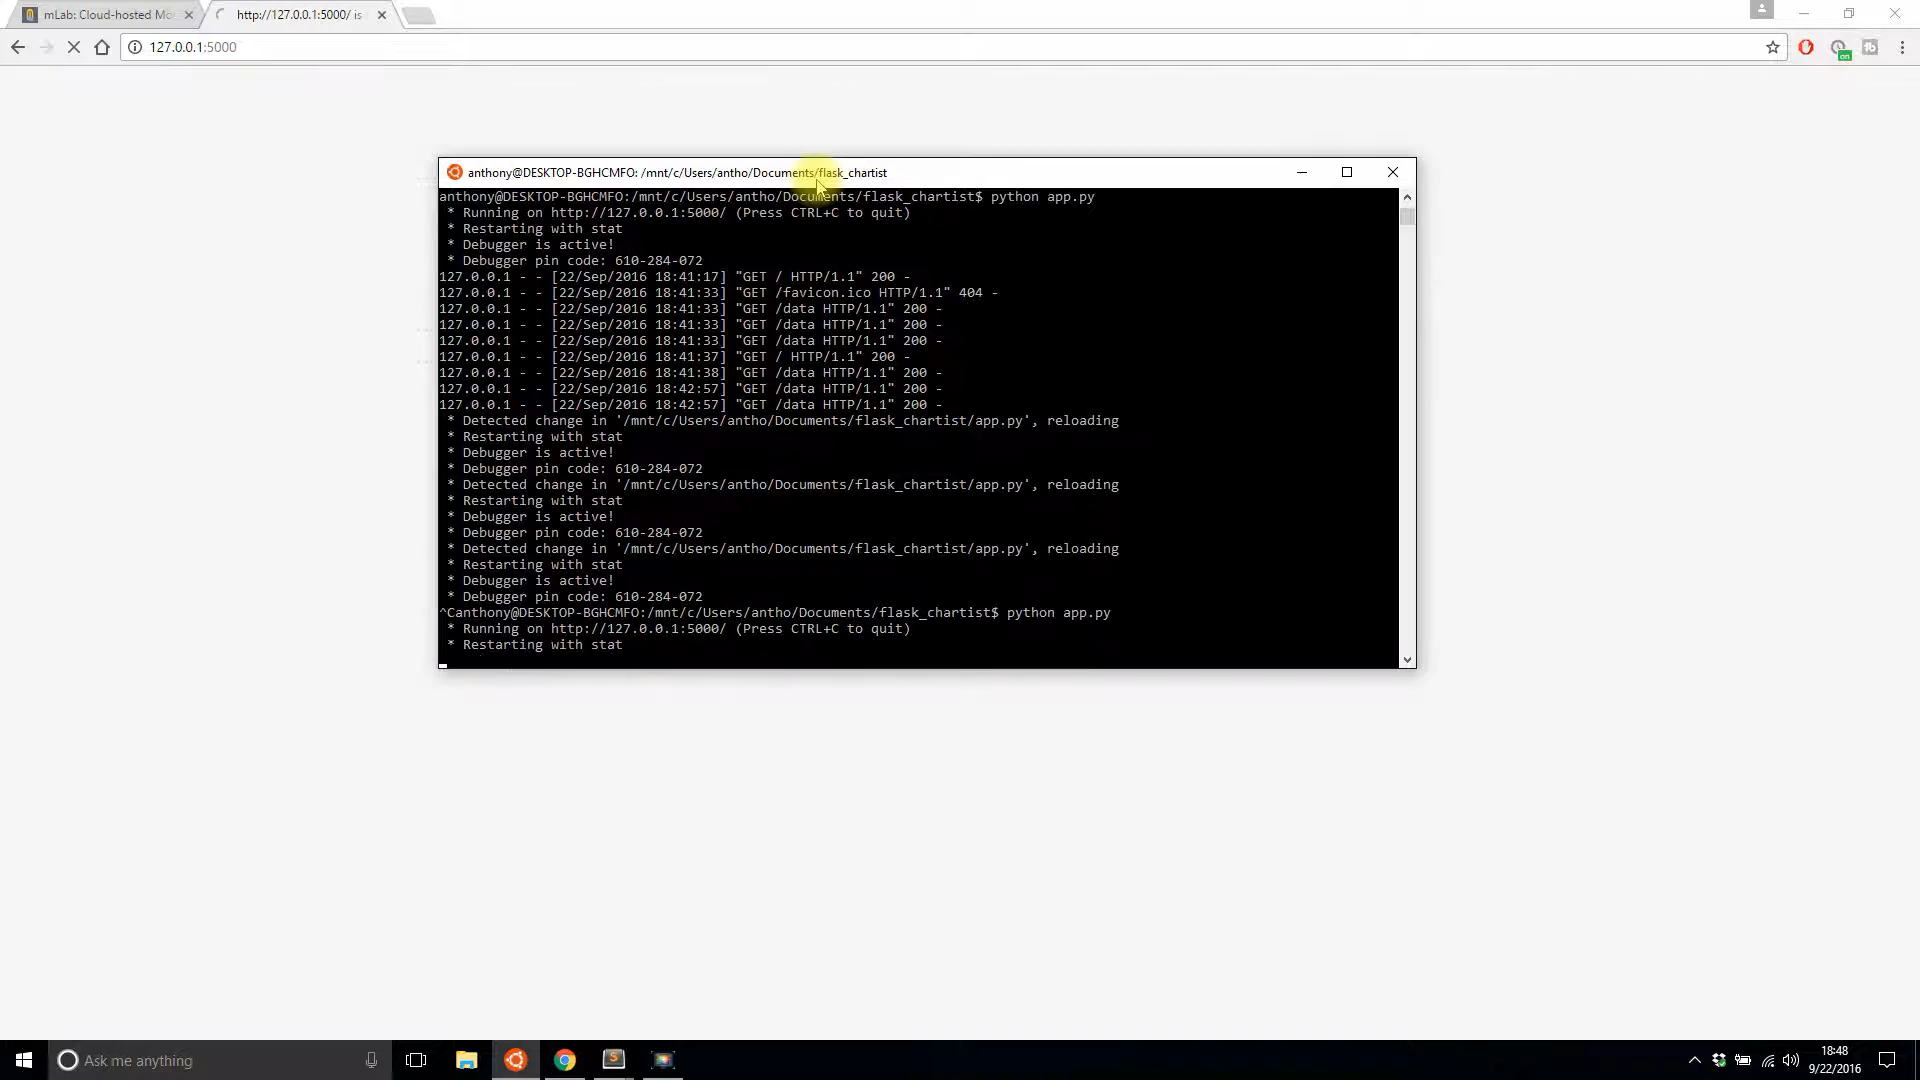 mLab: Cloud-hosted Mo
http://127.0.0.1:5000/ is
127.0.0.1:5000
on
anthony@DESKTOP-BGHCMFO: /mnt/c/Users/antho/Documents/flask_chartist
anthony@DESKTOP-BGHCMFO:/mnt/c/Users/antho/Documents/flask_chartist$ python app.py
* Running on http://127.0.0.1:5000/ (Press CTRL+C to quit)
* Restarting with stat
* Debugger is active!
* Debugger pin code: 610-284-072
127.0.0.1 - - [22/Sep/2016 18:41:17] "GET / HTTP/1.1" 200 -
127.0.0.1 - - [22/Sep/2016 18:41:33] "GET /favicon.ico HTTP/1.1" 404 -
127.0.0.1 - - [22/Sep/2016 18:41:33] "GET /data HTTP/1.1" 200 -
127.0.0.1 - - [22/Sep/2016 18:41:33] "GET /data HTTP/1.1" 200 -
127.0.0.1 - - [22/Sep/2016 18:41:33] "GET /data HTTP/1.1" 200 -
127.0.0.1 - - [22/Sep/2016 18:41:37] "GET / HTTP/1.1" 200 -
127.0.0.1 - - [22/Sep/2016 18:41:38] "GET /data HTTP/1.1" 200 -
127.0.0.1 - - [22/Sep/2016 18:42:57] "GET /data HTTP/1.1" 200 -
127.0.0.1 - - [22/Sep/2016 18:42:57] "GET /data HTTP/1.1" 200 -
* Detected change in '/mnt/c/Users/antho/Documents/flask_chartist/app.py', reloading
* Restarting with stat
* Debugger is active!
* Debugger pin code: 610-284-072
* Detected change in '/mnt/c/Users/antho/Documents/flask_chartist/app.py', reloading
* Restarting with stat
* Debugger is active!
* Debugger pin code: 610-284-072
* Detected change in '/mnt/c/Users/antho/Documents/flask_chartist/app.py', reloading
* Restarting with stat
* Debugger is active!
* Debugger pin code: 610-284-072
^Canthony@DESKTOP-BGHCMFO:/mnt/c/Users/antho/Documents/flask_chartist$ python app.py
* Running on http://127.0.0.1:5000/ (Press CTRL+C to quit)
* Restarting with stat
Ask me anything
18:48
9/22/2016